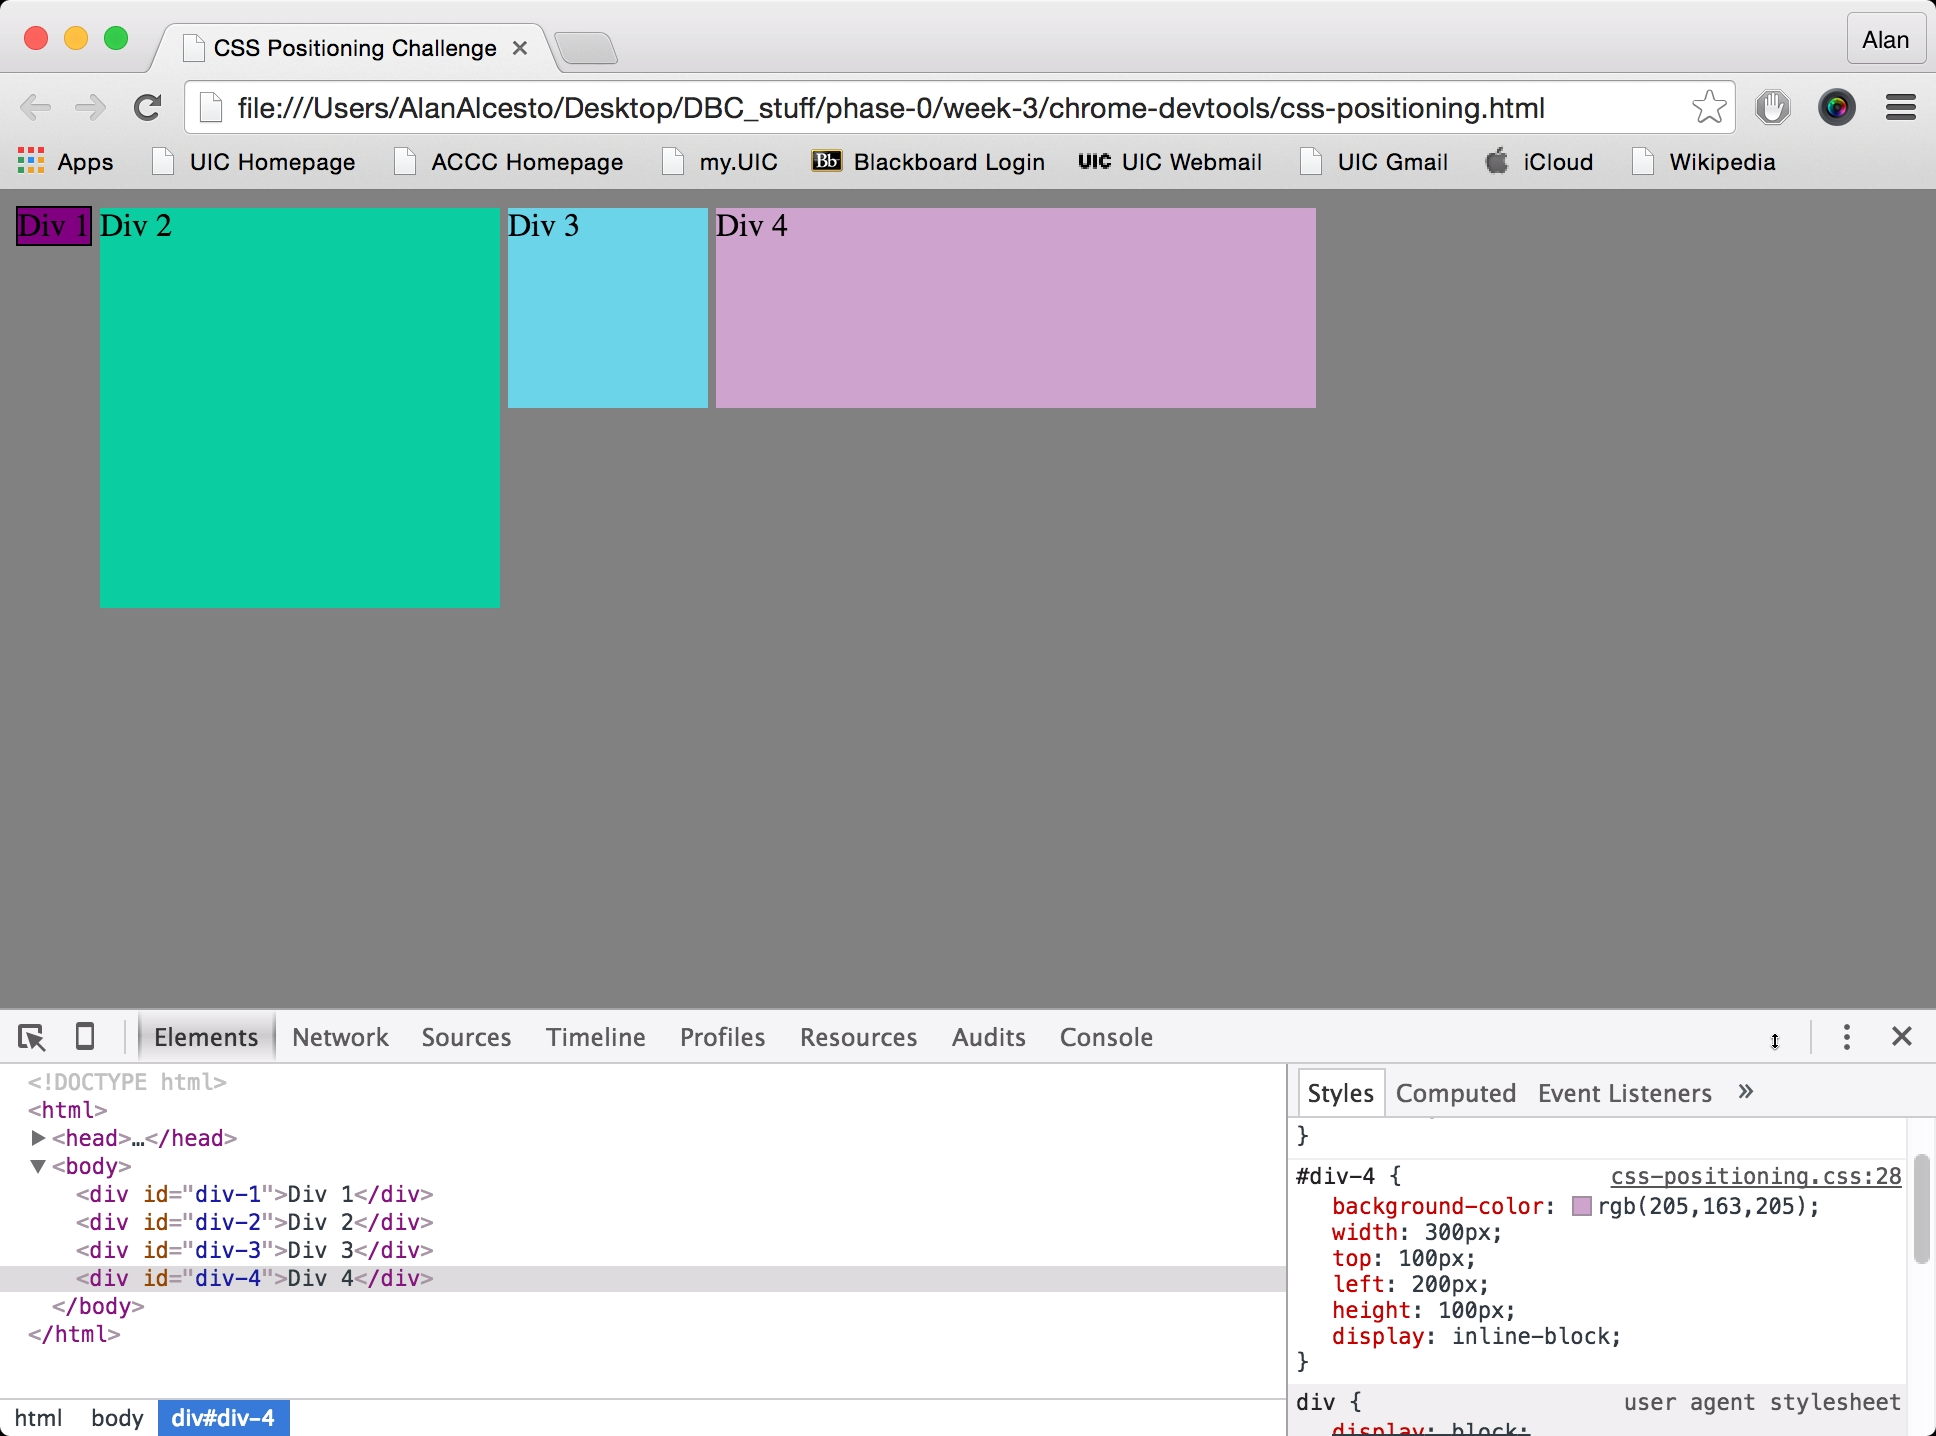 CSS Positioning Challenge
Alan
file:///Users/AlanAlcesto/Desktop/DBC_stuff/phase-0/week-3/chrome-devtools/css-positioning.html
Apps UIC Homepage ACCC Homepage my.UIC Bb Blackboard Login UIC UIC Webmail UIC Gmail iCloud Wikipedia
Div 1 Div 2 Div 3 Div 4
Elements Network Sources Timeline Profiles Resources Audits Console
<!DOCTYPE html>
<html>
<head>…</head>
<body>
<div id="div-1">Div 1</div>
<div id="div-2">Div 2</div>
<div id="div-3">Div 3</div>
<div id="div-4">Div 4</div>
</body>
</html>
html body div#div-4
Styles Computed Event Listeners »
}
#div-4 { css-positioning.css:28
background-color: rgb(205,163,205);
width: 300px;
top: 100px;
left: 200px;
height: 100px;
display: inline-block;
}
div { user agent stylesheet
display: block;